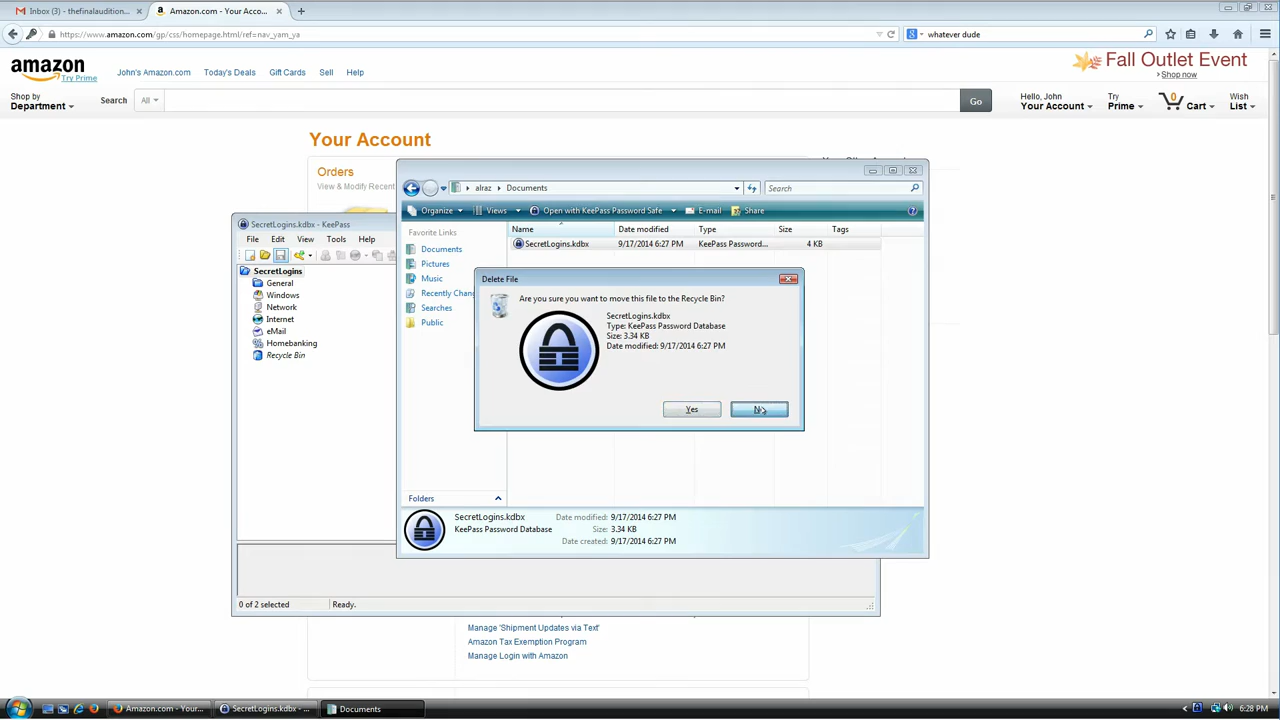 Inbox (3) - thefinalaudition... ×
Amazon.com - Your Acco... ×
https://www.amazon.com/gp/css/homepage.html/ref=nav_yam_ya
whatever dude
amazon
Try Prime
John's Amazon.com
Today's Deals
Gift Cards
Sell
Help
Fall Outlet Event
› Shop now
Shop by
Department
Search
All
Go
Hello, John
Your Account
Try
Prime
0
Cart
Wish
List
Your Account
Orders
View & Modify Recent
alraz
Documents
Search
Organize
Views
Open with KeePass Password Safe
E-mail
Share
SecretLogins.kdbx - KeePass
File
Edit
View
Tools
Help
SecretLogins
General
Windows
Network
Internet
eMail
Homebanking
Recycle Bin
Favorite Links
Documents
Pictures
Music
Recently Chang
Searches
Public
Folders
Name
Date modified
Type
Size
Tags
SecretLogins.kdbx
9/17/2014 6:27 PM
KeePass Password...
4 KB
Delete File
Are you sure you want to move this file to the Recycle Bin?
SecretLogins.kdbx
Type: KeePass Password Database
Size: 3.34 KB
Date modified: 9/17/2014 6:27 PM
Yes
SecretLogins.kdbx
Date modified: 9/17/2014 6:27 PM
KeePass Password Database
Size: 3.34 KB
Date created: 9/17/2014 6:27 PM
0 of 2 selected
Ready.
Manage 'Shipment Updates via Text'
Amazon Tax Exemption Program
Manage Login with Amazon
Amazon.com - Your...
SecretLogins.kdbx - ...
Documents
6:28 PM